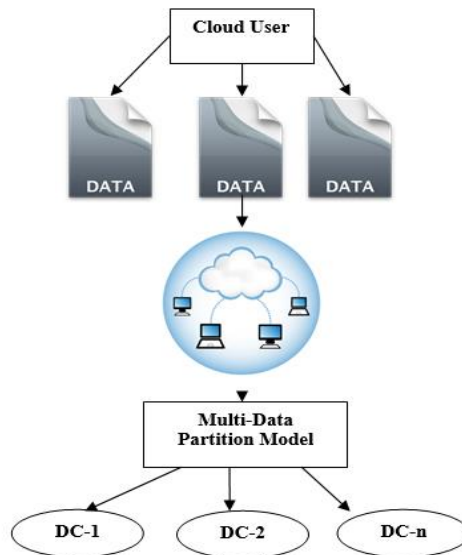 Cloud User
DATA
DATA
DATA
Multi-Data
Partition Model
DC-1
DC-2
DC-n